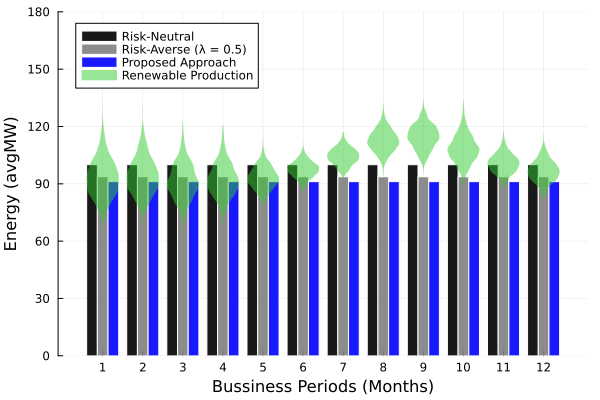 180
150
120
90
60
30
0
Energy (avgMW)
Risk-Neutral
Risk-Averse (λ = 0.5)
Proposed Approach
Renewable Production
1 2 3 4 5 6 7 8 9 10 11 12
Bussiness Periods (Months)